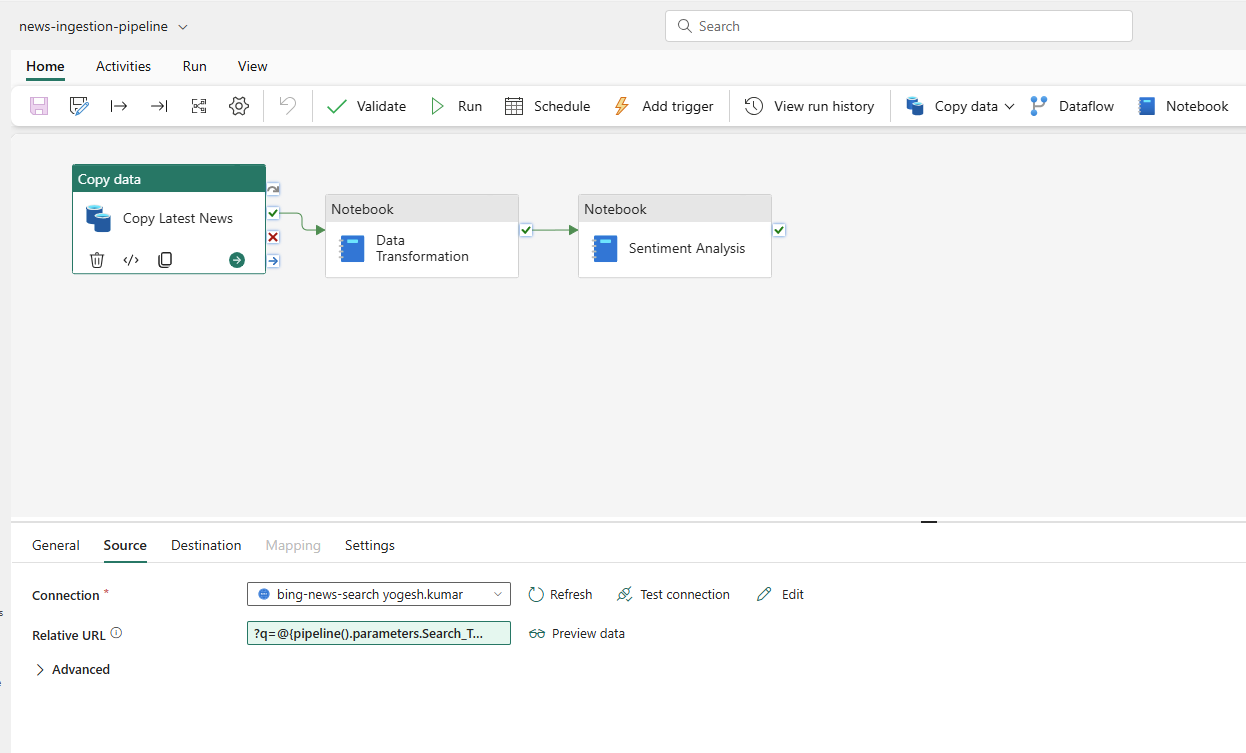 news-ingestion-pipeline
Search
Home Activities Run View
Validate Run Schedule Add trigger View run history Copy data Dataflow Notebook
Copy data
Copy Latest News
Notebook
Data
Transformation
Notebook
Sentiment Analysis
General Source Destination Mapping Settings
Connection * bing-news-search yogesh.kumar Refresh Test connection Edit
Relative URL ?q=@{pipeline().parameters.Search_T... Preview data
Advanced